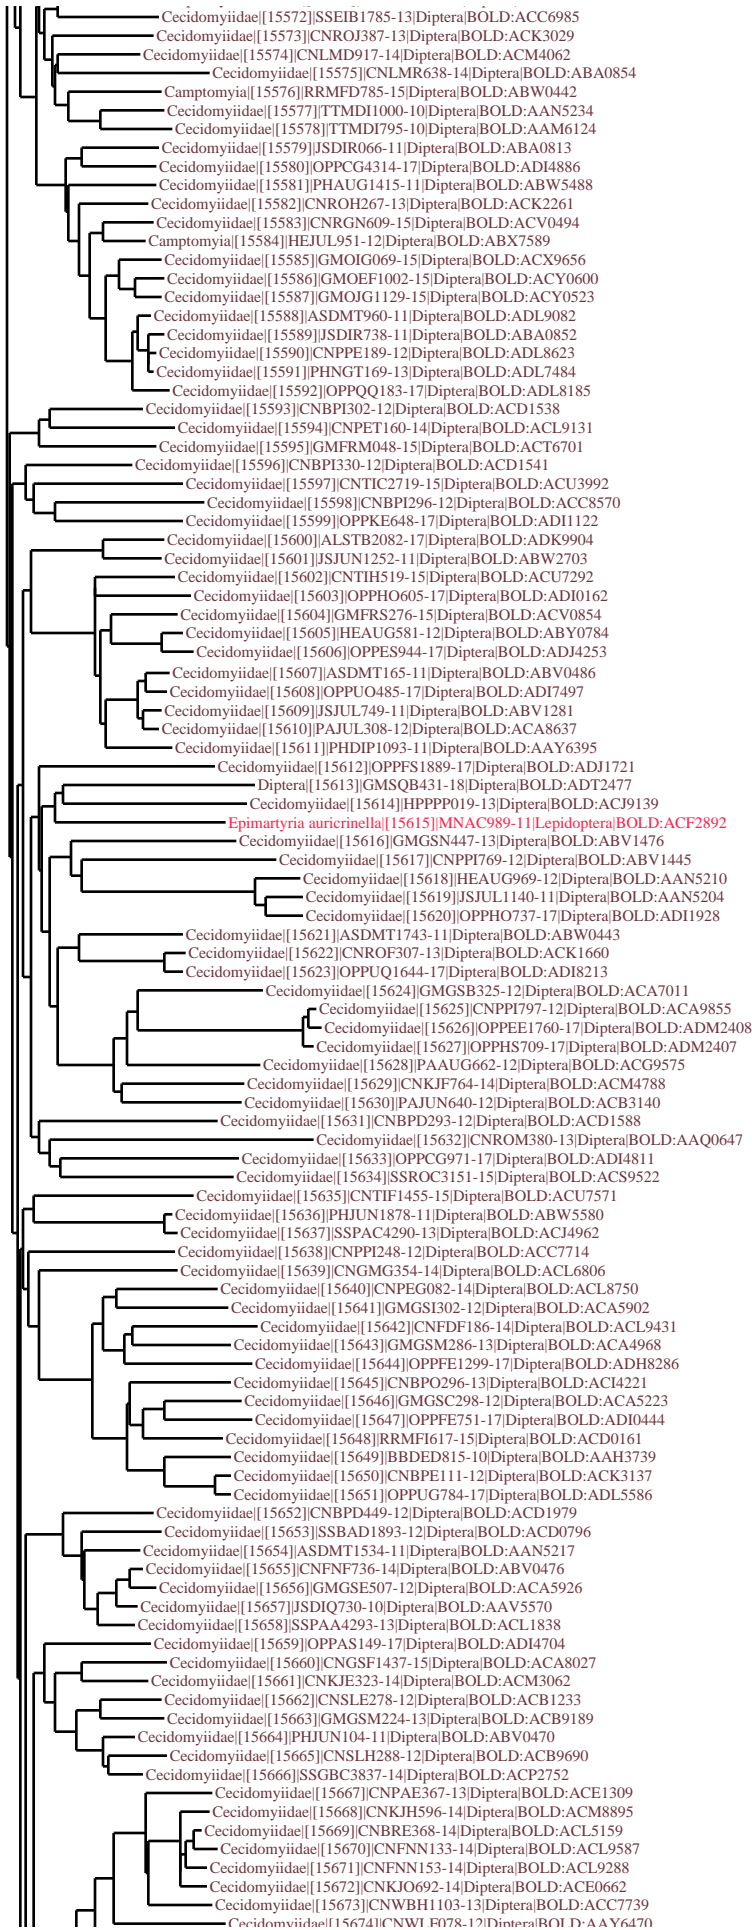 Cecidomyiidae|[15572]|SSEIB1785-13|Diptera|BOLD:ACC6985
Cecidomyiidae|[15573]|CNROJ387-13|Diptera|BOLD:ACK3029
Cecidomyiidae|[15574]|CNLMD917-14|Diptera|BOLD:ACM4062
Cecidomyiidae|[15575]|CNLMR638-14|Diptera|BOLD:ABA0854
Camptomyia|[15576]|RRMFD785-15|Diptera|BOLD:ABW0442
Cecidomyiidae|[15577]|TTMDI1000-10|Diptera|BOLD:AAN5234
Cecidomyiidae|[15578]|TTMDI795-10|Diptera|BOLD:AAM6124
Cecidomyiidae|[15579]|JSDIR066-11|Diptera|BOLD:ABA0813
Cecidomyiidae|[15580]|OPPCG4314-17|Diptera|BOLD:ADI4886
Cecidomyiidae|[15581]|PHAUG1415-11|Diptera|BOLD:ABW5488
Cecidomyiidae|[15582]|CNROH267-13|Diptera|BOLD:ACK2261
Cecidomyiidae|[15583]|CNRGN609-15|Diptera|BOLD:ACV0494
Camptomyia|[15584]|HEJUL951-12|Diptera|BOLD:ABX7589
Cecidomyiidae|[15585]|GMOIG069-15|Diptera|BOLD:ACX9656
Cecidomyiidae|[15586]|GMOEF1002-15|Diptera|BOLD:ACY0600
Cecidomyiidae|[15587]|GMOJG1129-15|Diptera|BOLD:ACY0523
Cecidomyiidae|[15588]|ASDMT960-11|Diptera|BOLD:ADL9082
Cecidomyiidae|[15589]|JSDIR738-11|Diptera|BOLD:ABA0852
Cecidomyiidae|[15590]|CNPPE189-12|Diptera|BOLD:ADL8623
Cecidomyiidae|[15591]|PHNGT169-13|Diptera|BOLD:ADL7484
Cecidomyiidae|[15592]|OPPQQ183-17|Diptera|BOLD:ADL8185
Cecidomyiidae|[15593]|CNBPI302-12|Diptera|BOLD:ACD1538
Cecidomyiidae|[15594]|CNPET160-14|Diptera|BOLD:ACL9131
Cecidomyiidae|[15595]|GMFRM048-15|Diptera|BOLD:ACT6701
Cecidomyiidae|[15596]|CNBPI330-12|Diptera|BOLD:ACD1541
Cecidomyiidae|[15597]|CNTIC2719-15|Diptera|BOLD:ACU3992
Cecidomyiidae|[15598]|CNBPI296-12|Diptera|BOLD:ACC8570
Cecidomyiidae|[15599]|OPPKE648-17|Diptera|BOLD:ADI1122
Cecidomyiidae|[15600]|ALSTB2082-17|Diptera|BOLD:ADK9904
Cecidomyiidae|[15601]|JSJUN1252-11|Diptera|BOLD:ABW2703
Cecidomyiidae|[15602]|CNTIH519-15|Diptera|BOLD:ACU7292
Cecidomyiidae|[15603]|OPPHO605-17|Diptera|BOLD:ADI0162
Cecidomyiidae|[15604]|GMFRS276-15|Diptera|BOLD:ACV0854
Cecidomyiidae|[15605]|HEAUG581-12|Diptera|BOLD:ABY0784
Cecidomyiidae|[15606]|OPPES944-17|Diptera|BOLD:ADJ4253
Cecidomyiidae|[15607]|ASDMT165-11|Diptera|BOLD:ABV0486
Cecidomyiidae|[15608]|OPPUO485-17|Diptera|BOLD:ADI7497
Cecidomyiidae|[15609]|JSJUL749-11|Diptera|BOLD:ABV1281
Cecidomyiidae|[15610]|PAJUL308-12|Diptera|BOLD:ACA8637
Cecidomyiidae|[15611]|PHDIP1093-11|Diptera|BOLD:AAY6395
Cecidomyiidae|[15612]|OPPFS1889-17|Diptera|BOLD:ADJ1721
Diptera|[15613]|GMSQB431-18|Diptera|BOLD:ADT2477
Cecidomyiidae|[15614]|HPPPP019-13|Diptera|BOLD:ACJ9139
Epimartyria auricrinella|[15615]|MNAC989-11|Lepidoptera|BOLD:ACF2892
Cecidomyiidae|[15616]|GMGSN447-13|Diptera|BOLD:ABV1476
Cecidomyiidae|[15617]|CNPPI769-12|Diptera|BOLD:ABV1445
Cecidomyiidae|[15618]|HEAUG969-12|Diptera|BOLD:AAN5210
Cecidomyiidae|[15619]|JSJUL1140-11|Diptera|BOLD:AAN5204
Cecidomyiidae|[15620]|OPPHO737-17|Diptera|BOLD:ADI1928
Cecidomyiidae|[15621]|ASDMT1743-11|Diptera|BOLD:ABW0443
Cecidomyiidae|[15622]|CNROF307-13|Diptera|BOLD:ACK1660
Cecidomyiidae|[15623]|OPPUQ1644-17|Diptera|BOLD:ADI8213
Cecidomyiidae|[15624]|GMGSB325-12|Diptera|BOLD:ACA7011
Cecidomyiidae|[15625]|CNPPI797-12|Diptera|BOLD:ACA9855
Cecidomyiidae|[15626]|OPPEE1760-17|Diptera|BOLD:ADM2408
Cecidomyiidae|[15627]|OPPHS709-17|Diptera|BOLD:ADM2407
Cecidomyiidae|[15628]|PAAUG662-12|Diptera|BOLD:ACG9575
Cecidomyiidae|[15629]|CNKJF764-14|Diptera|BOLD:ACM4788
Cecidomyiidae|[15630]|PAJUN640-12|Diptera|BOLD:ACB3140
Cecidomyiidae|[15631]|CNBPD293-12|Diptera|BOLD:ACD1588
Cecidomyiidae|[15632]|CNROM380-13|Diptera|BOLD:AAQ0647
Cecidomyiidae|[15633]|OPPCG971-17|Diptera|BOLD:ADI4811
Cecidomyiidae|[15634]|SSROC3151-15|Diptera|BOLD:ACS9522
Cecidomyiidae|[15635]|CNTIF1455-15|Diptera|BOLD:ACU7571
Cecidomyiidae|[15636]|PHJUN1878-11|Diptera|BOLD:ABW5580
Cecidomyiidae|[15637]|SSPAC4290-13|Diptera|BOLD:ACJ4962
Cecidomyiidae|[15638]|CNPPI248-12|Diptera|BOLD:ACC7714
Cecidomyiidae|[15639]|CNGMG354-14|Diptera|BOLD:ACL6806
Cecidomyiidae|[15640]|CNPEG082-14|Diptera|BOLD:ACL8750
Cecidomyiidae|[15641]|GMGSI302-12|Diptera|BOLD:ACA5902
Cecidomyiidae|[15642]|CNFDF186-14|Diptera|BOLD:ACL9431
Cecidomyiidae|[15643]|GMGSM286-13|Diptera|BOLD:ACA4968
Cecidomyiidae|[15644]|OPPFE1299-17|Diptera|BOLD:ADH8286
Cecidomyiidae|[15645]|CNBPO296-13|Diptera|BOLD:ACI4221
Cecidomyiidae|[15646]|GMGSC298-12|Diptera|BOLD:ACA5223
Cecidomyiidae|[15647]|OPPFE751-17|Diptera|BOLD:ADI0444
Cecidomyiidae|[15648]|RRMFI617-15|Diptera|BOLD:ACD0161
Cecidomyiidae|[15649]|BBDED815-10|Diptera|BOLD:AAH3739
Cecidomyiidae|[15650]|CNBPE111-12|Diptera|BOLD:ACK3137
Cecidomyiidae|[15651]|OPPUG784-17|Diptera|BOLD:ADL5586
Cecidomyiidae|[15652]|CNBPD449-12|Diptera|BOLD:ACD1979
Cecidomyiidae|[15653]|SSBAD1893-12|Diptera|BOLD:ACD0796
Cecidomyiidae|[15654]|ASDMT1534-11|Diptera|BOLD:AAN5217
Cecidomyiidae|[15655]|CNFNF736-14|Diptera|BOLD:ABV0476
Cecidomyiidae|[15656]|GMGSE507-12|Diptera|BOLD:ACA5926
Cecidomyiidae|[15657]|JSDIQ730-10|Diptera|BOLD:AAV5570
Cecidomyiidae|[15658]|SSPAA4293-13|Diptera|BOLD:ACL1838
Cecidomyiidae|[15659]|OPPAS149-17|Diptera|BOLD:ADI4704
Cecidomyiidae|[15660]|CNGSF1437-15|Diptera|BOLD:ACA8027
Cecidomyiidae|[15661]|CNKJE323-14|Diptera|BOLD:ACM3062
Cecidomyiidae|[15662]|CNSLE278-12|Diptera|BOLD:ACB1233
Cecidomyiidae|[15663]|GMGSM224-13|Diptera|BOLD:ACB9189
Cecidomyiidae|[15664]|PHJUN104-11|Diptera|BOLD:ABV0470
Cecidomyiidae|[15665]|CNSLH288-12|Diptera|BOLD:ACB9690
Cecidomyiidae|[15666]|SSGBC3837-14|Diptera|BOLD:ACP2752
Cecidomyiidae|[15667]|CNPAE367-13|Diptera|BOLD:ACE1309
Cecidomyiidae|[15668]|CNKJH596-14|Diptera|BOLD:ACM8895
Cecidomyiidae|[15669]|CNBRE368-14|Diptera|BOLD:ACL5159
Cecidomyiidae|[15670]|CNFNN133-14|Diptera|BOLD:ACL9587
Cecidomyiidae|[15671]|CNFNN153-14|Diptera|BOLD:ACL9288
Cecidomyiidae|[15672]|CNKJO692-14|Diptera|BOLD:ACE0662
Cecidomyiidae|[15673]|CNWBH1103-13|Diptera|BOLD:ACC7739
Cecidomyiidae|[15674]|CNWLF078-12|Diptera|BOLD:AAY6470